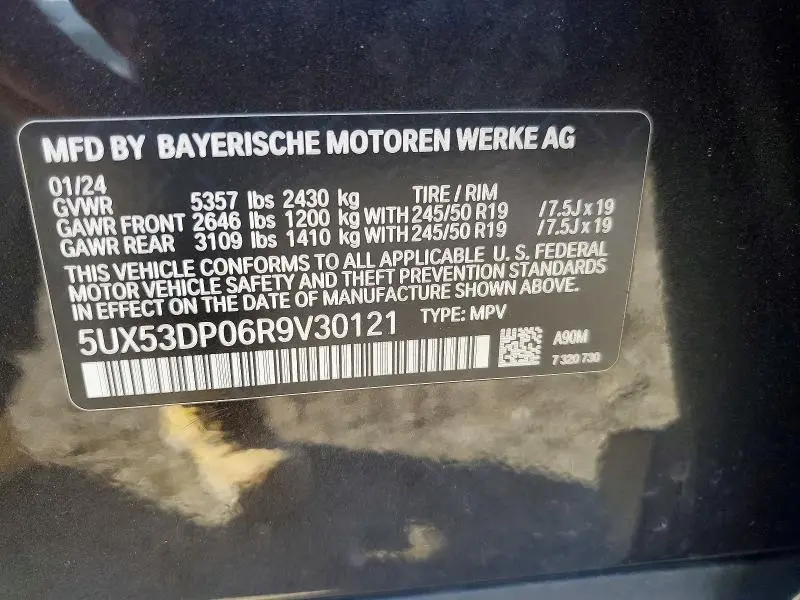 MFD BY BAYERISCHE MOTOREN WERKE AG
01/24
GVWR 5357 lbs 2430 kg TIRE / RIM
GAWR FRONT 2646 lbs 1200 kg WITH 245/50 R19 /7.5J x 19
GAWR REAR 3109 lbs 1410 kg WITH 245/50 R19 /7.5J x 19
THIS VEHICLE CONFORMS TO ALL APPLICABLE U. S. FEDERAL
MOTOR VEHICLE SAFETY AND THEFT PREVENTION STANDARDS
IN EFFECT ON THE DATE OF MANUFACTURE SHOWN ABOVE.
5UX53DP06R9V30121 TYPE: MPV
A90M
7 320 730